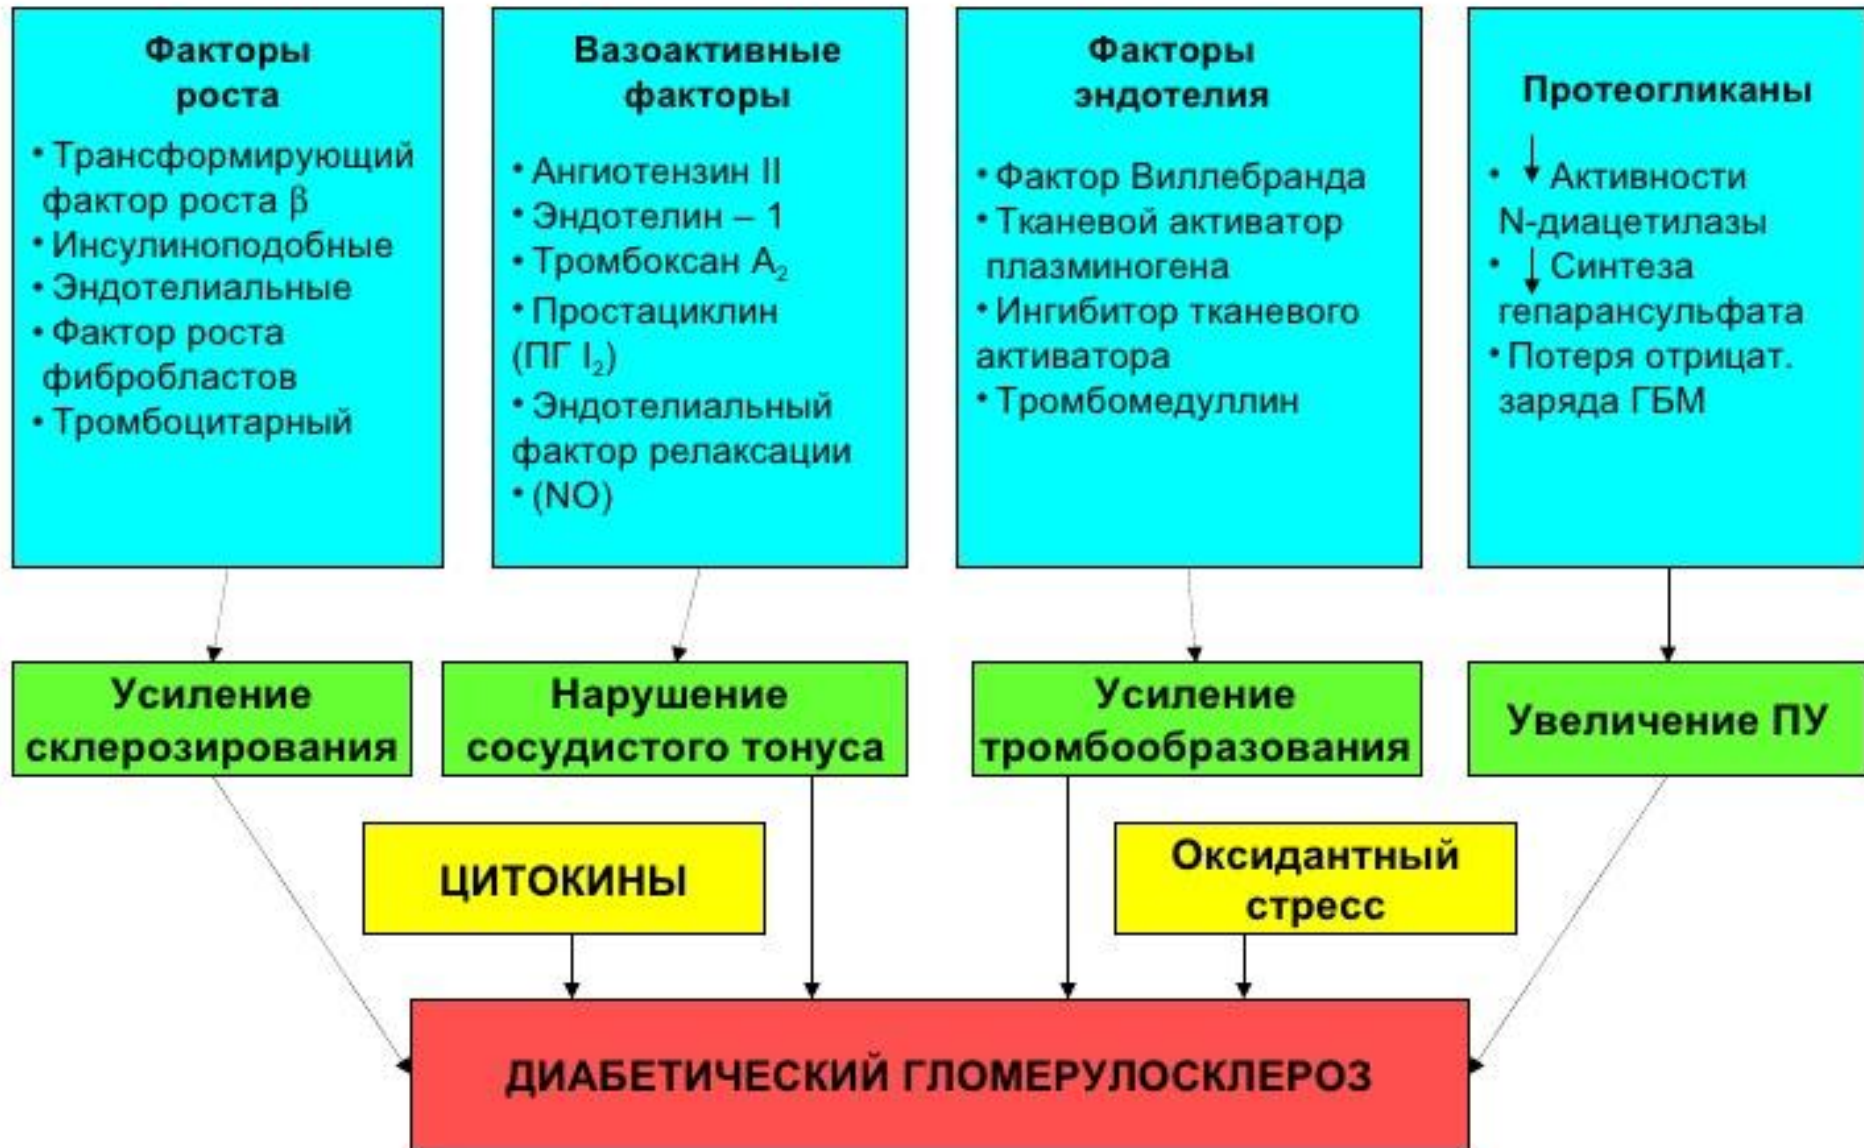 Факторы
роста
• Трансформирующий
фактор роста β
• Инсулиноподобные
• Эндотелиальные
• Фактор роста
фибробластов
• Тромбоцитарный
Вазоактивные
факторы
• Ангиотензин II
• Эндотелин – 1
• Тромбоксан A₂
• Простациклин
(ПГ I₂)
• Эндотелиальный
фактор релаксации
• (NO)
Факторы
эндотелия
• Фактор Виллебранда
• Тканевой активатор
плазминогена
• Ингибитор тканевого
активатора
• Тромбомедуллин
Протеогликаны
• ↓ Активности
N-диацетилазы
• ↓ Синтеза
гепарансульфата
• Потеря отрицат.
заряда ГБМ
Усиление
склерозирования
Нарушение
сосудистого тонуса
Усиление
тромбообразования
Увеличение ПУ
ЦИТОКИНЫ
Оксидантный
стресс
ДИАБЕТИЧЕСКИЙ ГЛОМЕРУЛОСКЛЕРОЗ